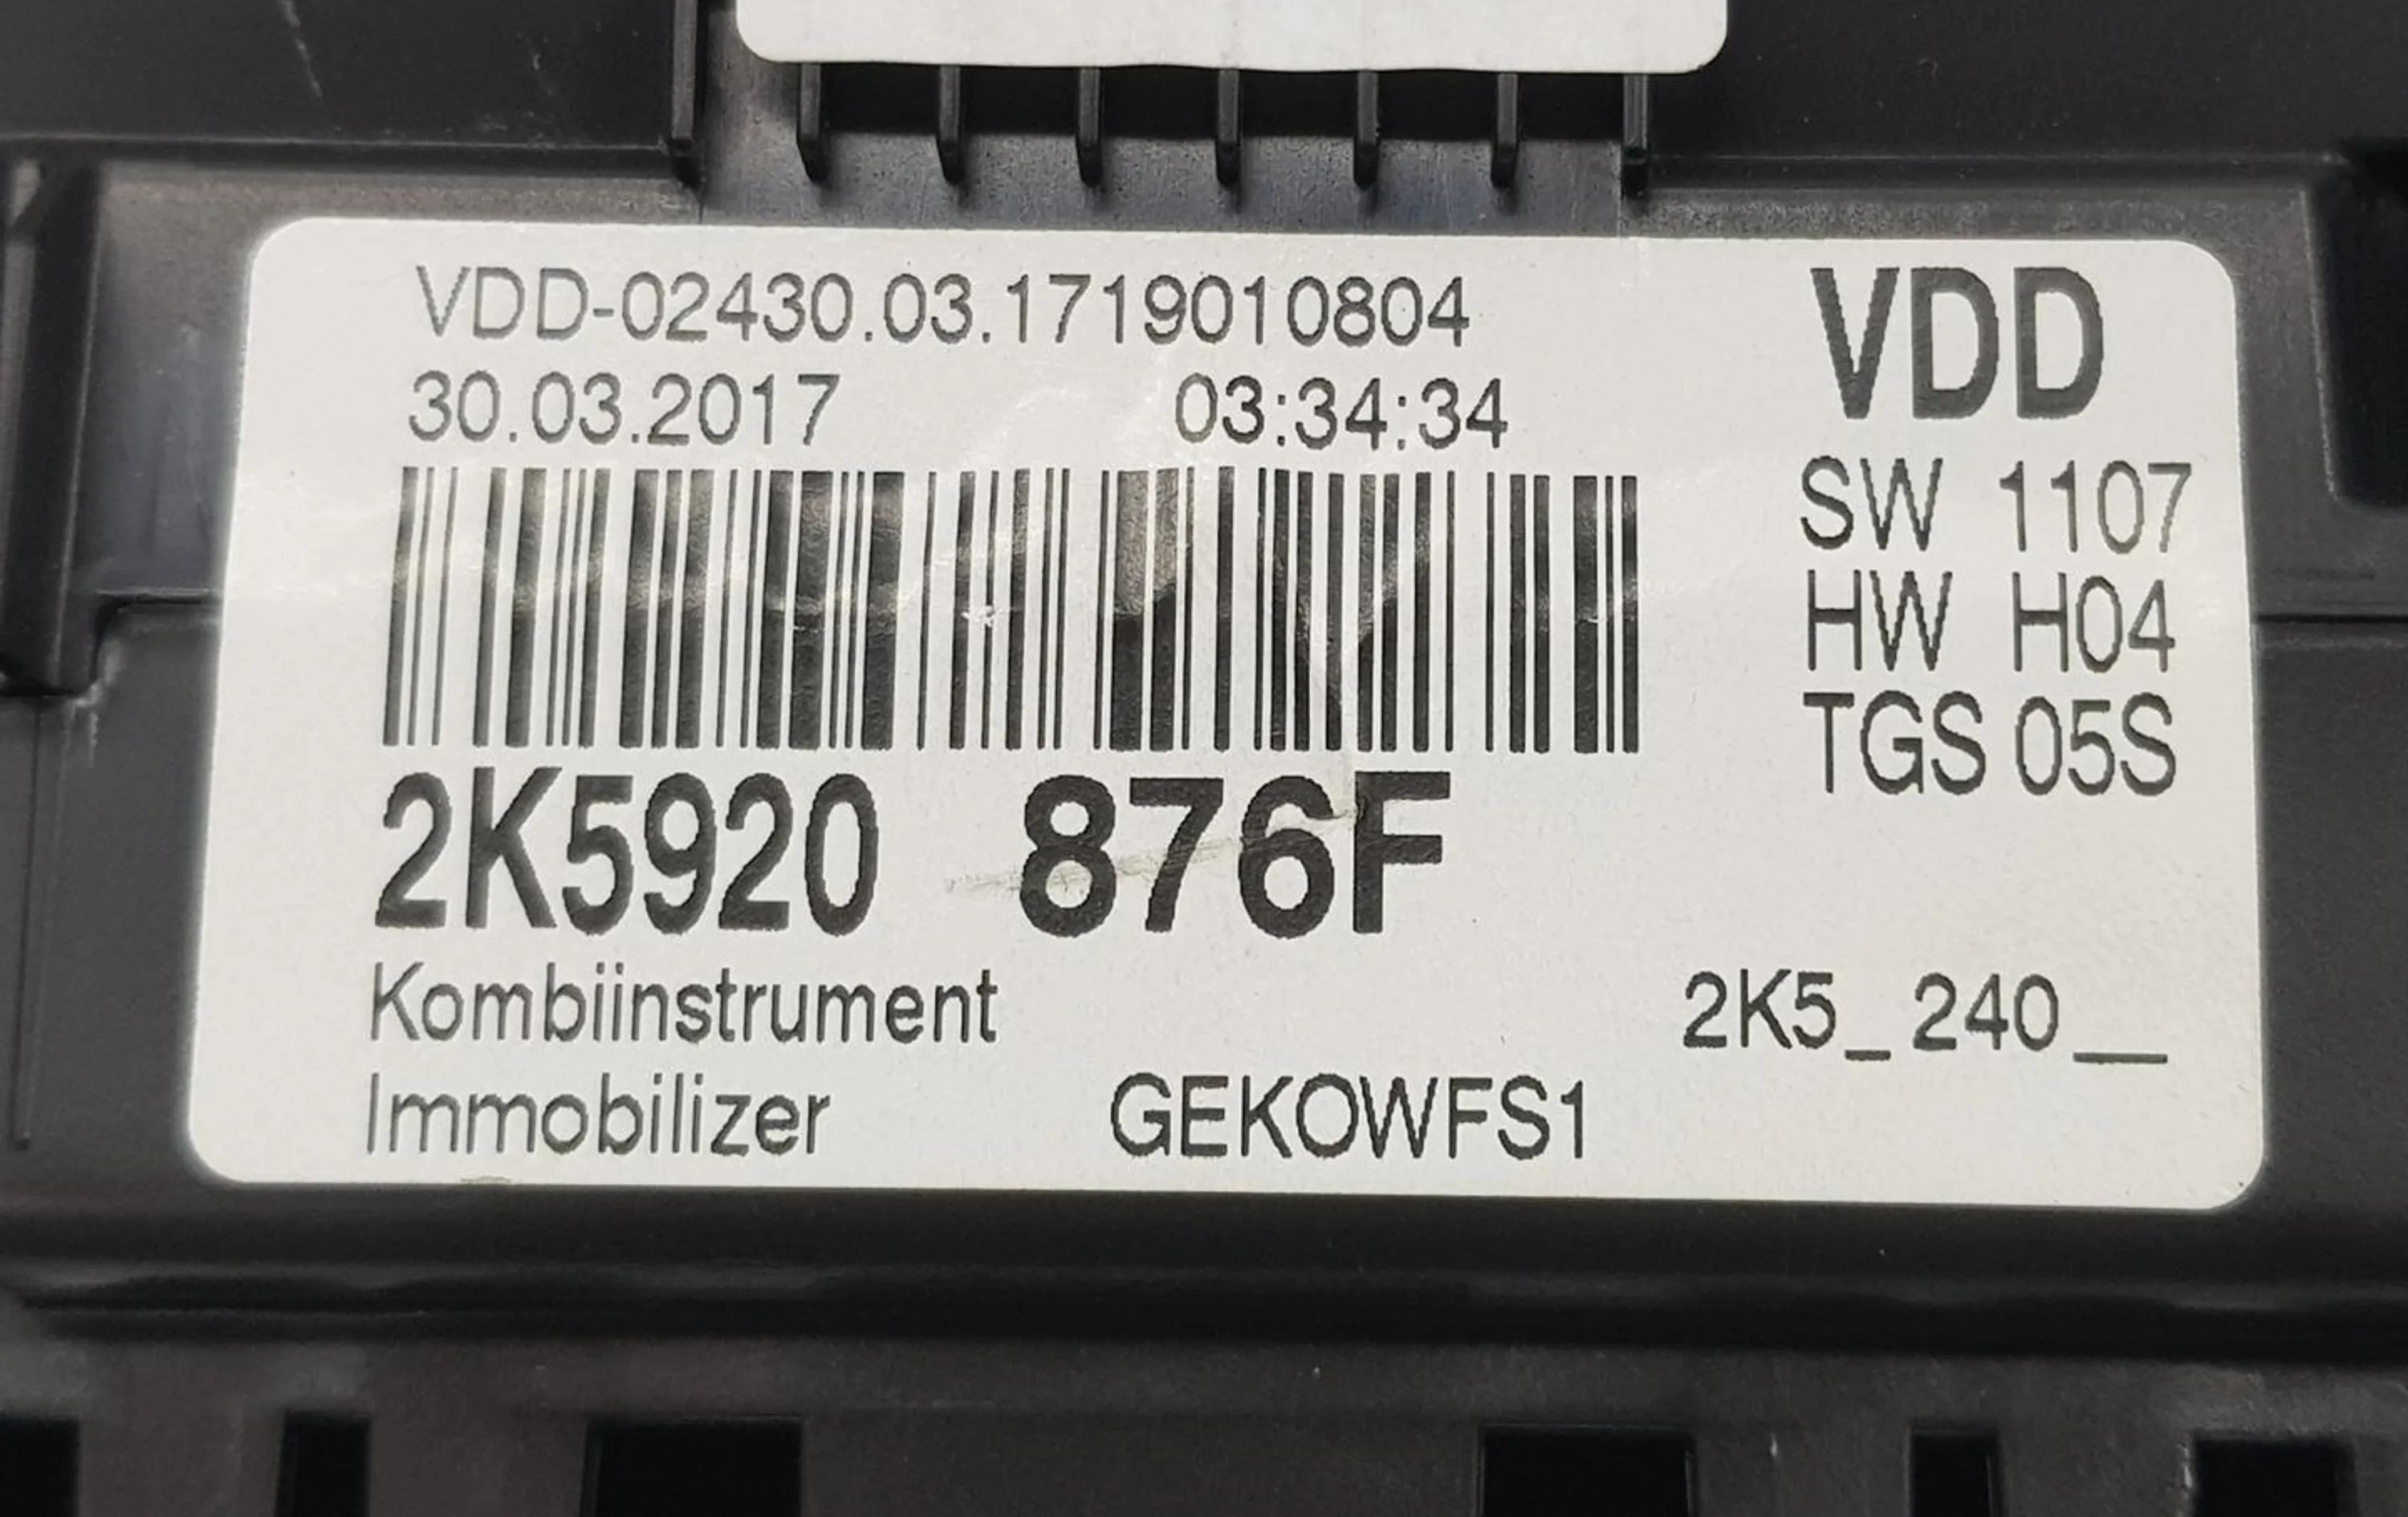 VDD-02430.03.1719010804
30.03.2017 03:34:34
VDD
SW 1107
HW H04
TGS 05S
2K5920 876F
Kombiinstrument
2K5_240__
Immobilizer GEKOWFS1